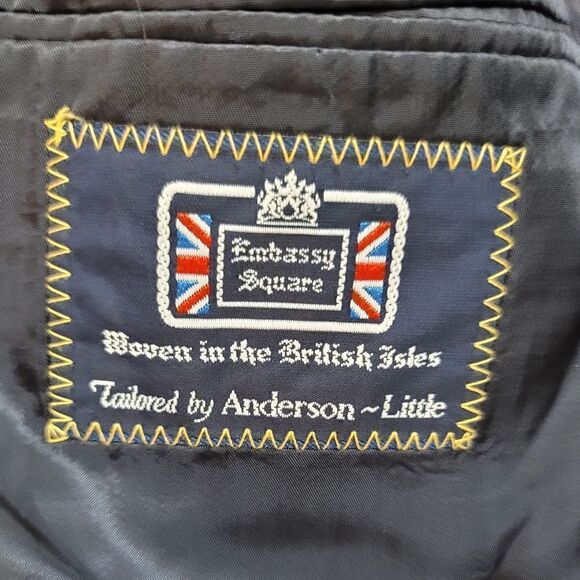 Embassy
Square
Woven in the British Isles
Tailored by Anderson ~ Little